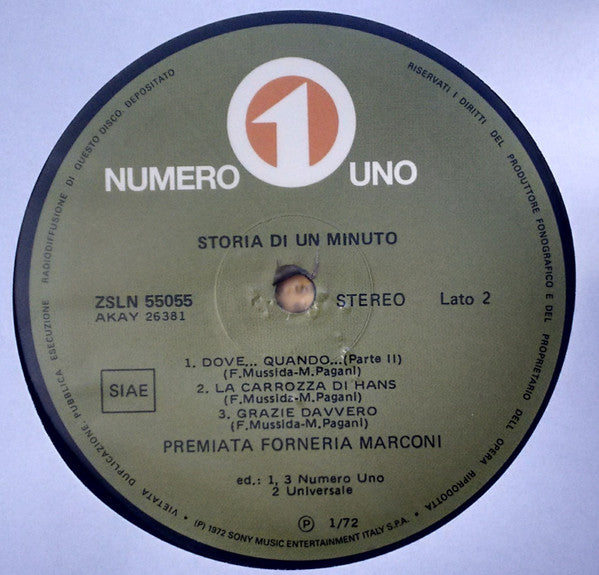 1
NUMERO UNO
STORIA DI UN MINUTO
ZSLN 55055 STEREO Lato 2
AKAY 26381
1. DOVE... QUANDO...(Parte II)
(F.Mussida-M.Pagani)
2. LA CARROZZA DI HANS
(F.Mussida-M.Pagani)
3. GRAZIE DAVVERO
(F.Mussida-M.Pagani)
SIAE
PREMIATA FORNERIA MARCONI
ed.: 1, 3 Numero Uno
2 Universale
Ⓟ 1/72
RISERVATI I DIRITTI DEL PRODUTTORE FONOGRAFICO E DEL PROPRIETARIO DELL'OPERA RIPRODOTTA
VIETATA DUPLICAZIONE PUBBLICA ESECUZIONE RADIODIFFUSIONE DI QUESTO DISCO. DEPOSITATO
• (P) 1972 SONY MUSIC ENTERTAINMENT ITALY S.P.A. •